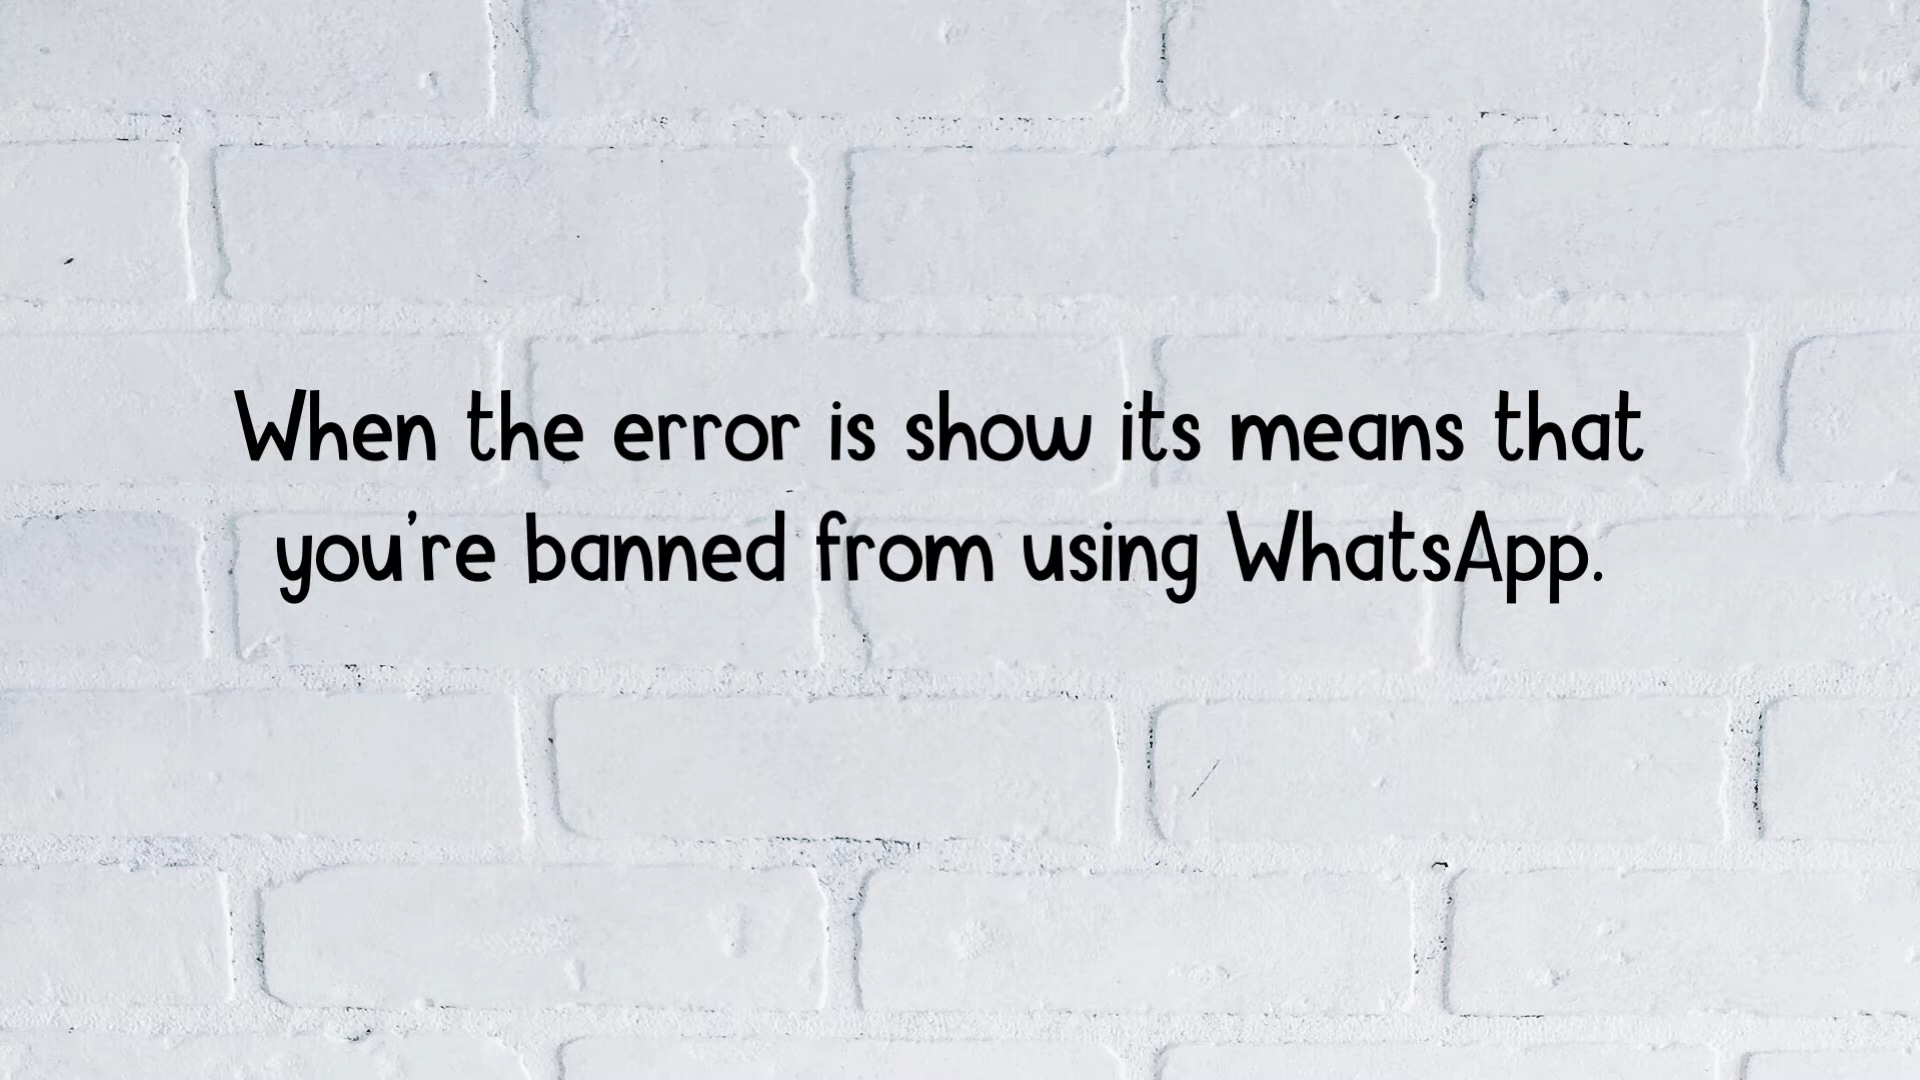 When the error is show its means that
you're banned from using WhatsApp.